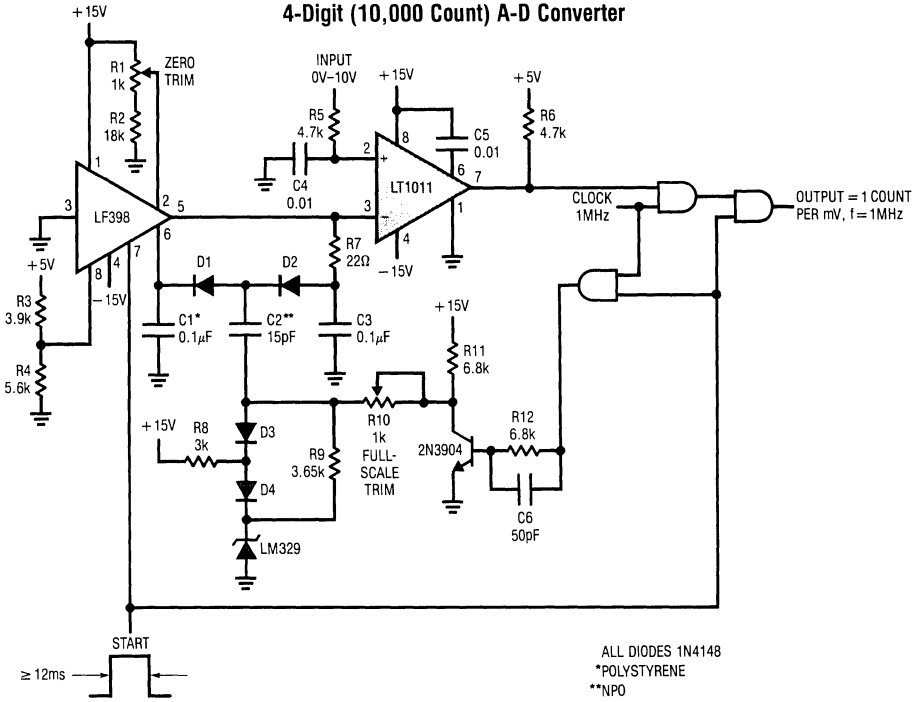 4-Digit (10,000 Count) A-D Converter
+15V
R1
1k
ZERO
TRIM
R2
18k
INPUT
0V–10V
R5
4.7k
+15V
+5V
R6
4.7k
C5
0.01
C4
0.01
1
2
3
LF398
5
6
7
8
4
–15V
2
+
8
LT1011
6
7
3
–
1
4
–15V
CLOCK
1MHz
OUTPUT = 1 COUNT
PER mV, f = 1MHz
+5V
R3
3.9k
R4
5.6k
D1
D2
R7
22Ω
C1*
0.1μF
C2**
15pF
C3
0.1μF
+15V
R11
6.8k
+15V
R8
3k
D3
R9
3.65k
R10
1k
FULL-
SCALE
TRIM
2N3904
R12
6.8k
C6
50pF
D4
LM329
START
≥ 12ms
ALL DIODES 1N4148
*POLYSTYRENE
**NPO